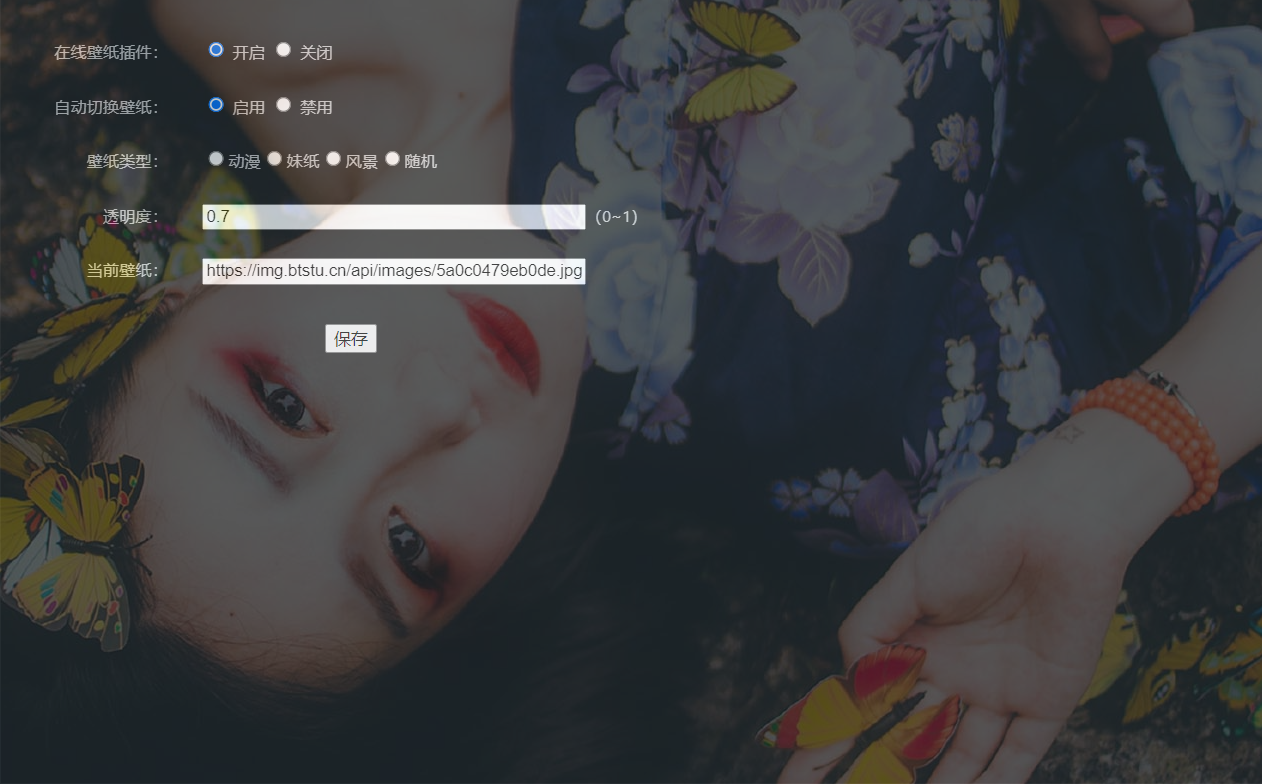 在线壁纸插件： 开启 关闭
自动切换壁纸： 启用 禁用
壁纸类型： 动漫 妹纸 风景 随机
透明度： 0.7 (0~1)
当前壁纸： https://img.btstu.cn/api/images/5a0c0479eb0de.jpg
保存